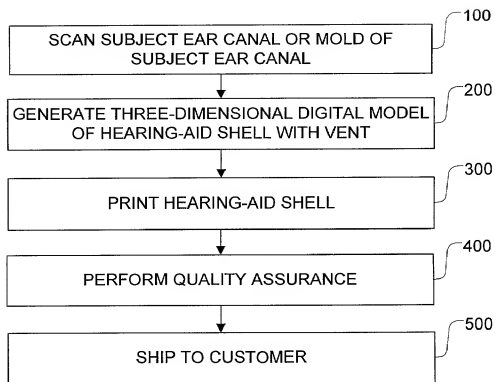 100
SCAN SUBJECT EAR CANAL OR MOLD OF
SUBJECT EAR CANAL
200
GENERATE THREE-DIMENSIONAL DIGITAL MODEL
OF HEARING-AID SHELL WITH VENT
300
PRINT HEARING-AID SHELL
400
PERFORM QUALITY ASSURANCE
500
SHIP TO CUSTOMER